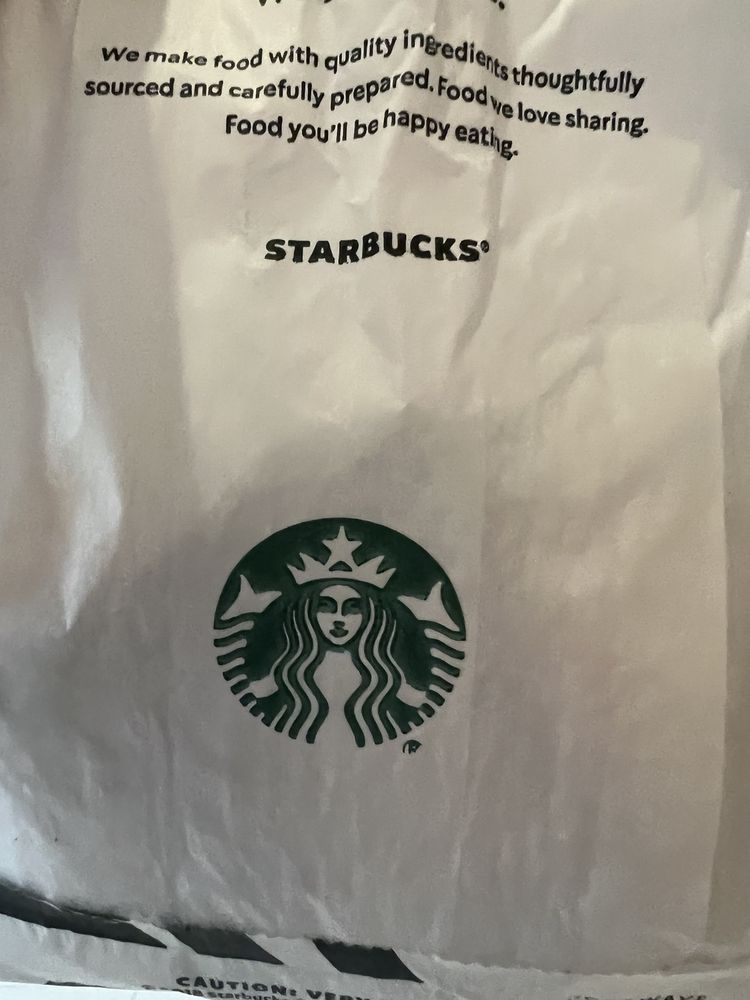 We make food with quality ingredients thoughtfully
sourced and carefully prepared. Food we love sharing.
Food you'll be happy eating.
STARBUCKS®
®
CAUTION: